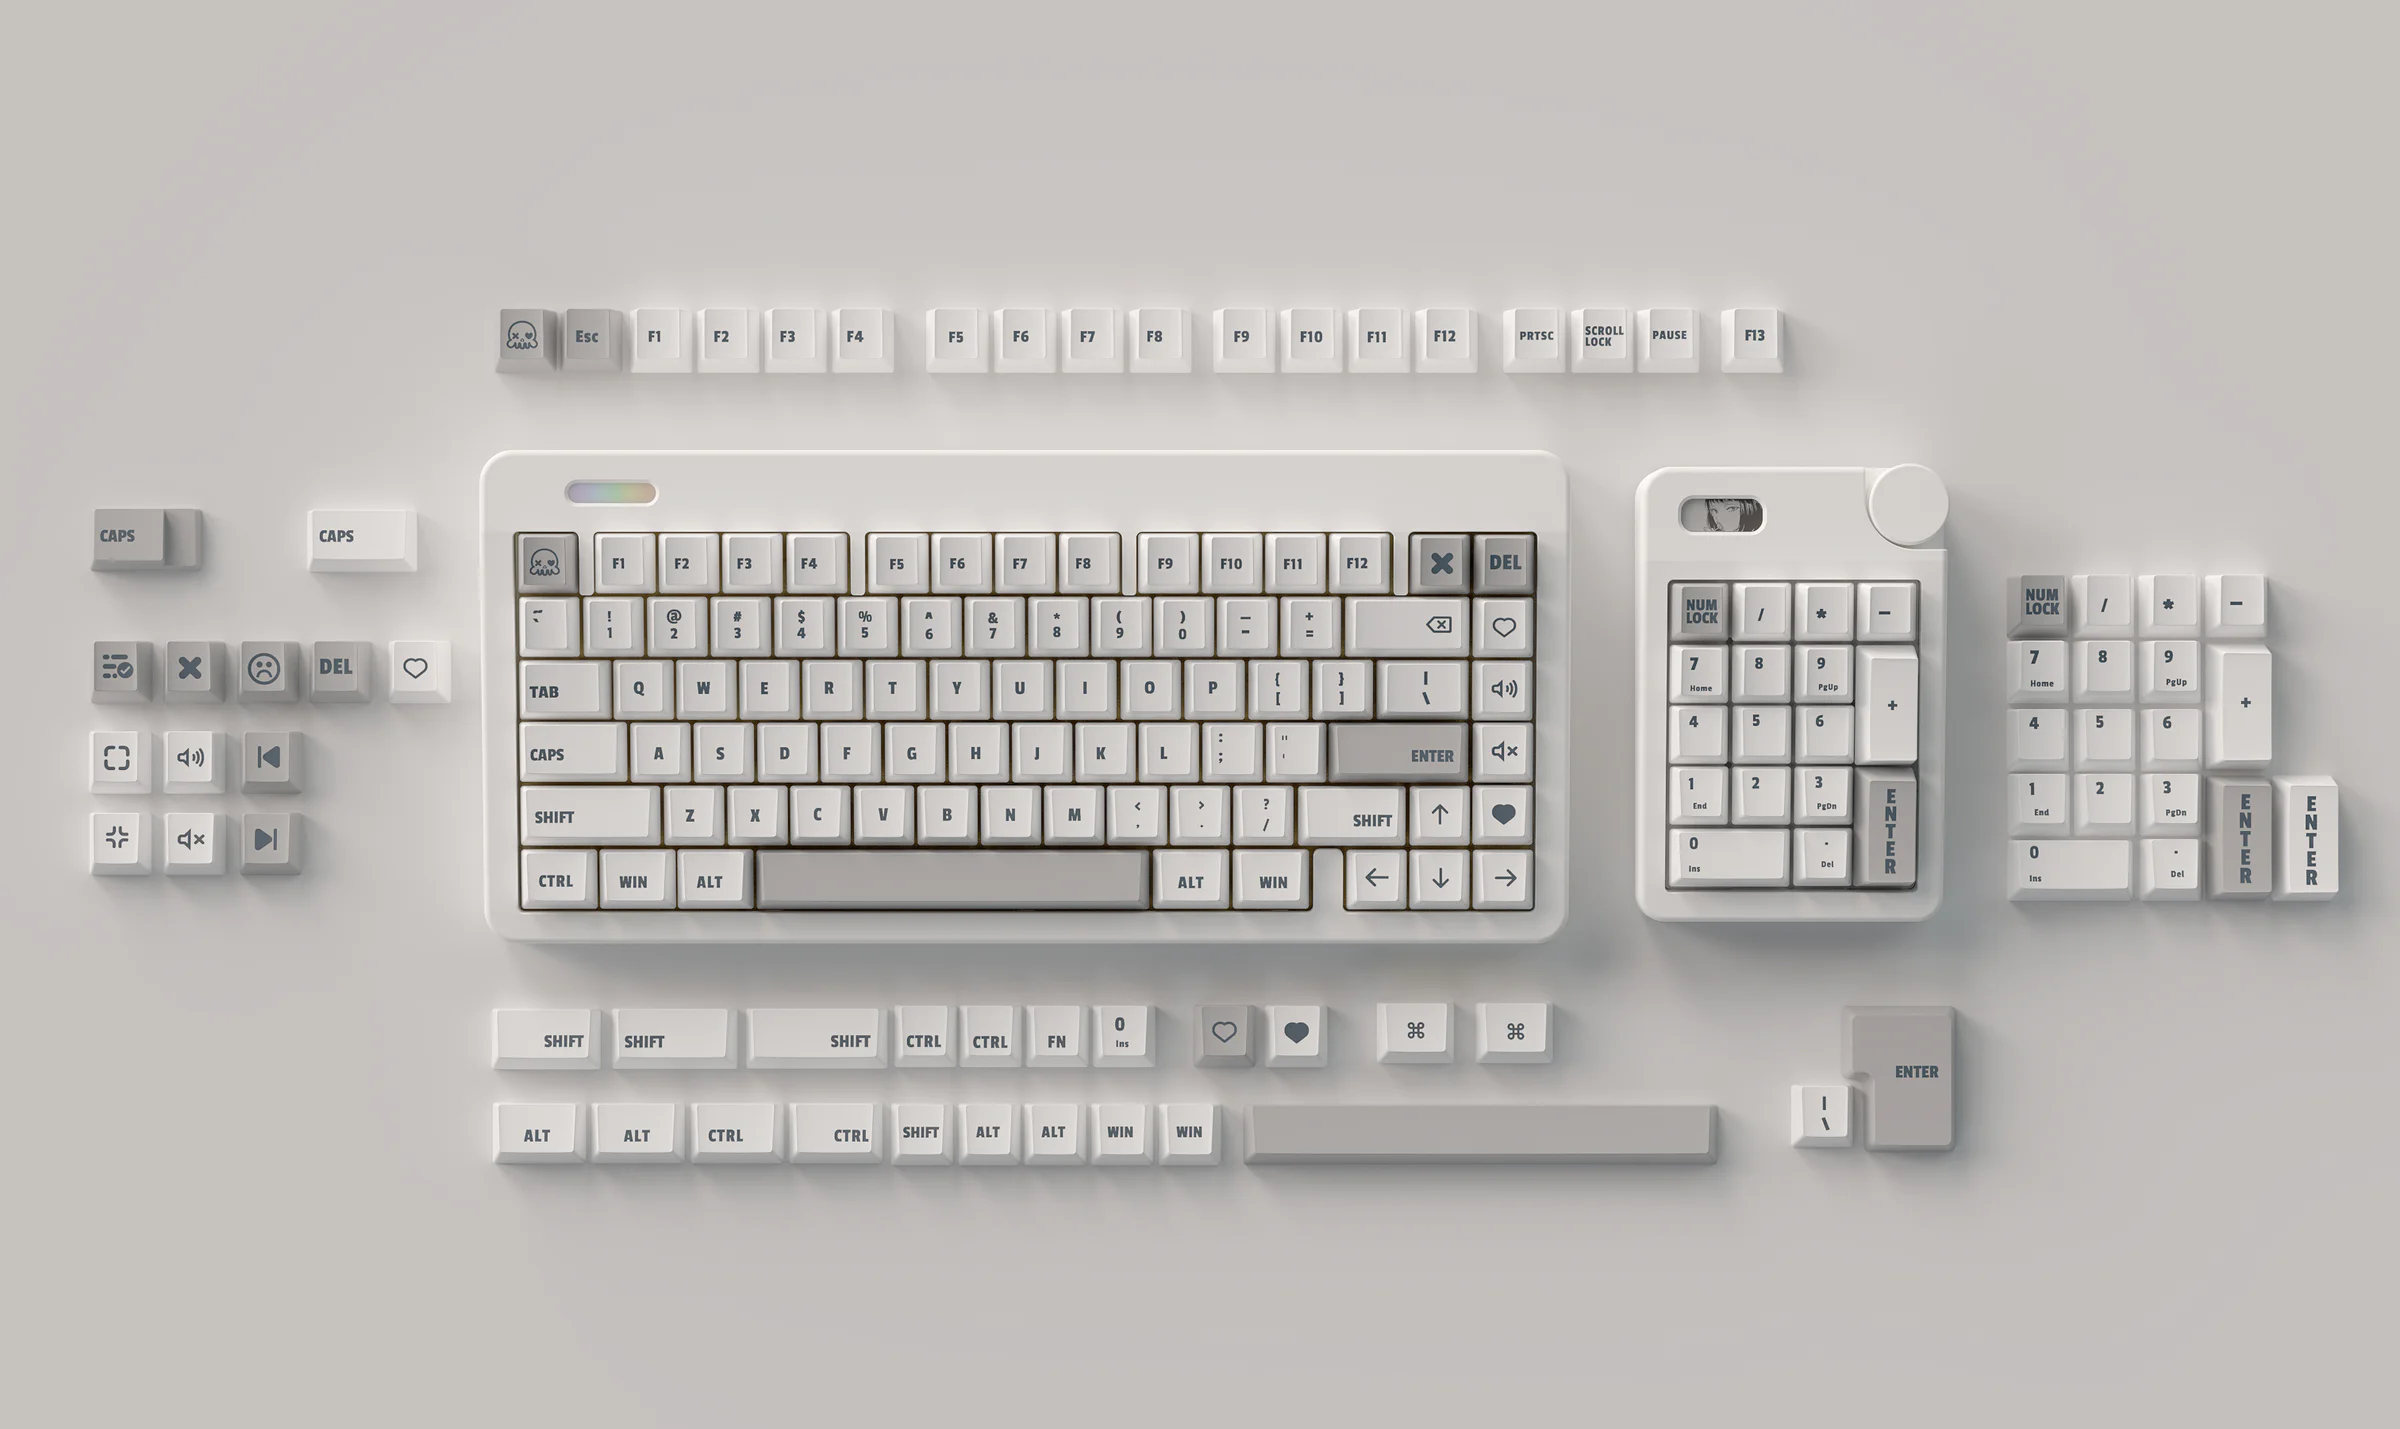 Esc F1 F2 F3 F4 F5 F6 F7 F8 F9 F10 F11 F12 PRTSC SCROLL LOCK PAUSE F13
CAPS CAPS
DEL
F1 F2 F3 F4 F5 F6 F7 F8 F9 F10 F11 F12 DEL
~ ! @ # $ % ^ & * ( ) — +
` 1 2 3 4 5 6 7 8 9 0 - =
TAB Q W E R T Y U I O P { [ } ] | \
CAPS A S D F G H J K L : ; " ' ENTER
SHIFT Z X C V B N M < , > . ? / SHIFT ↑
CTRL WIN ALT ALT WIN ← ↓ →
NUM LOCK / * -
7 Home 8 9 PgUp +
4 5 6
1 End 2 3 PgDn ENTER
0 Ins . Del
NUM LOCK / * -
7 Home 8 9 PgUp +
4 5 6
1 End 2 3 PgDn ENTER ENTER
0 Ins . Del
SHIFT SHIFT SHIFT CTRL CTRL FN 0 Ins ⌘ ⌘
ALT ALT CTRL CTRL SHIFT ALT ALT WIN WIN
| \ ENTER